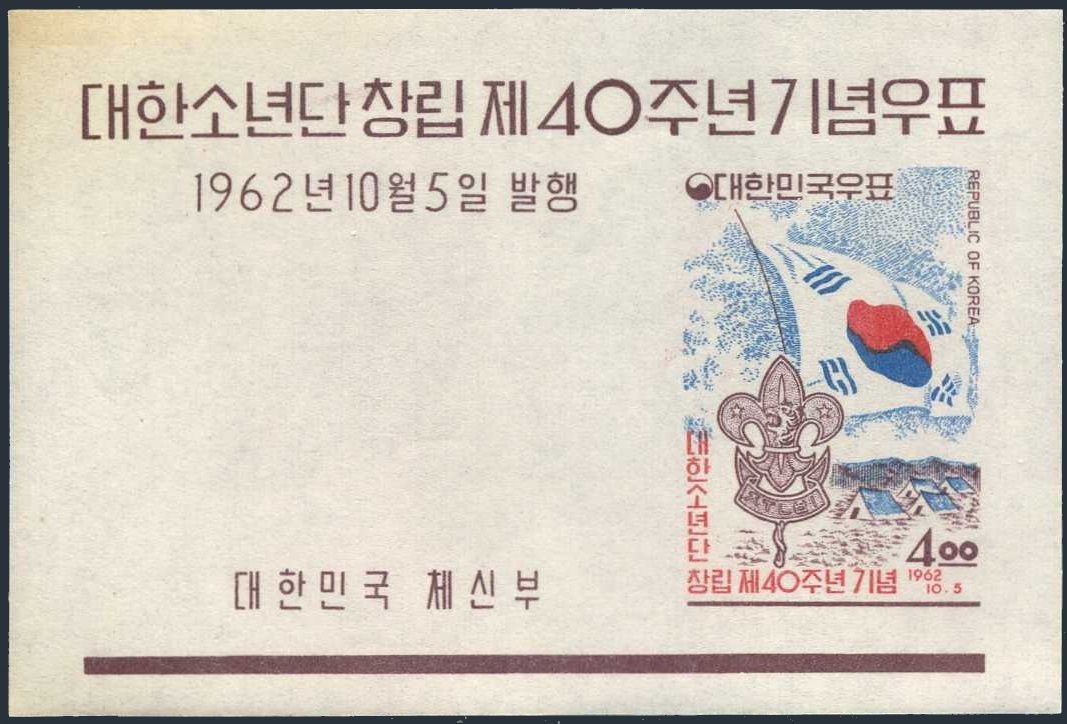 대한소년단 창립 제40주년 기념우표
1962년 10월 5일 발행
대한민국우표
REPUBLIC OF KOREA
대한소년단
창립 제40주년 기념
4.00
1962
10.5
대한민국 체신부